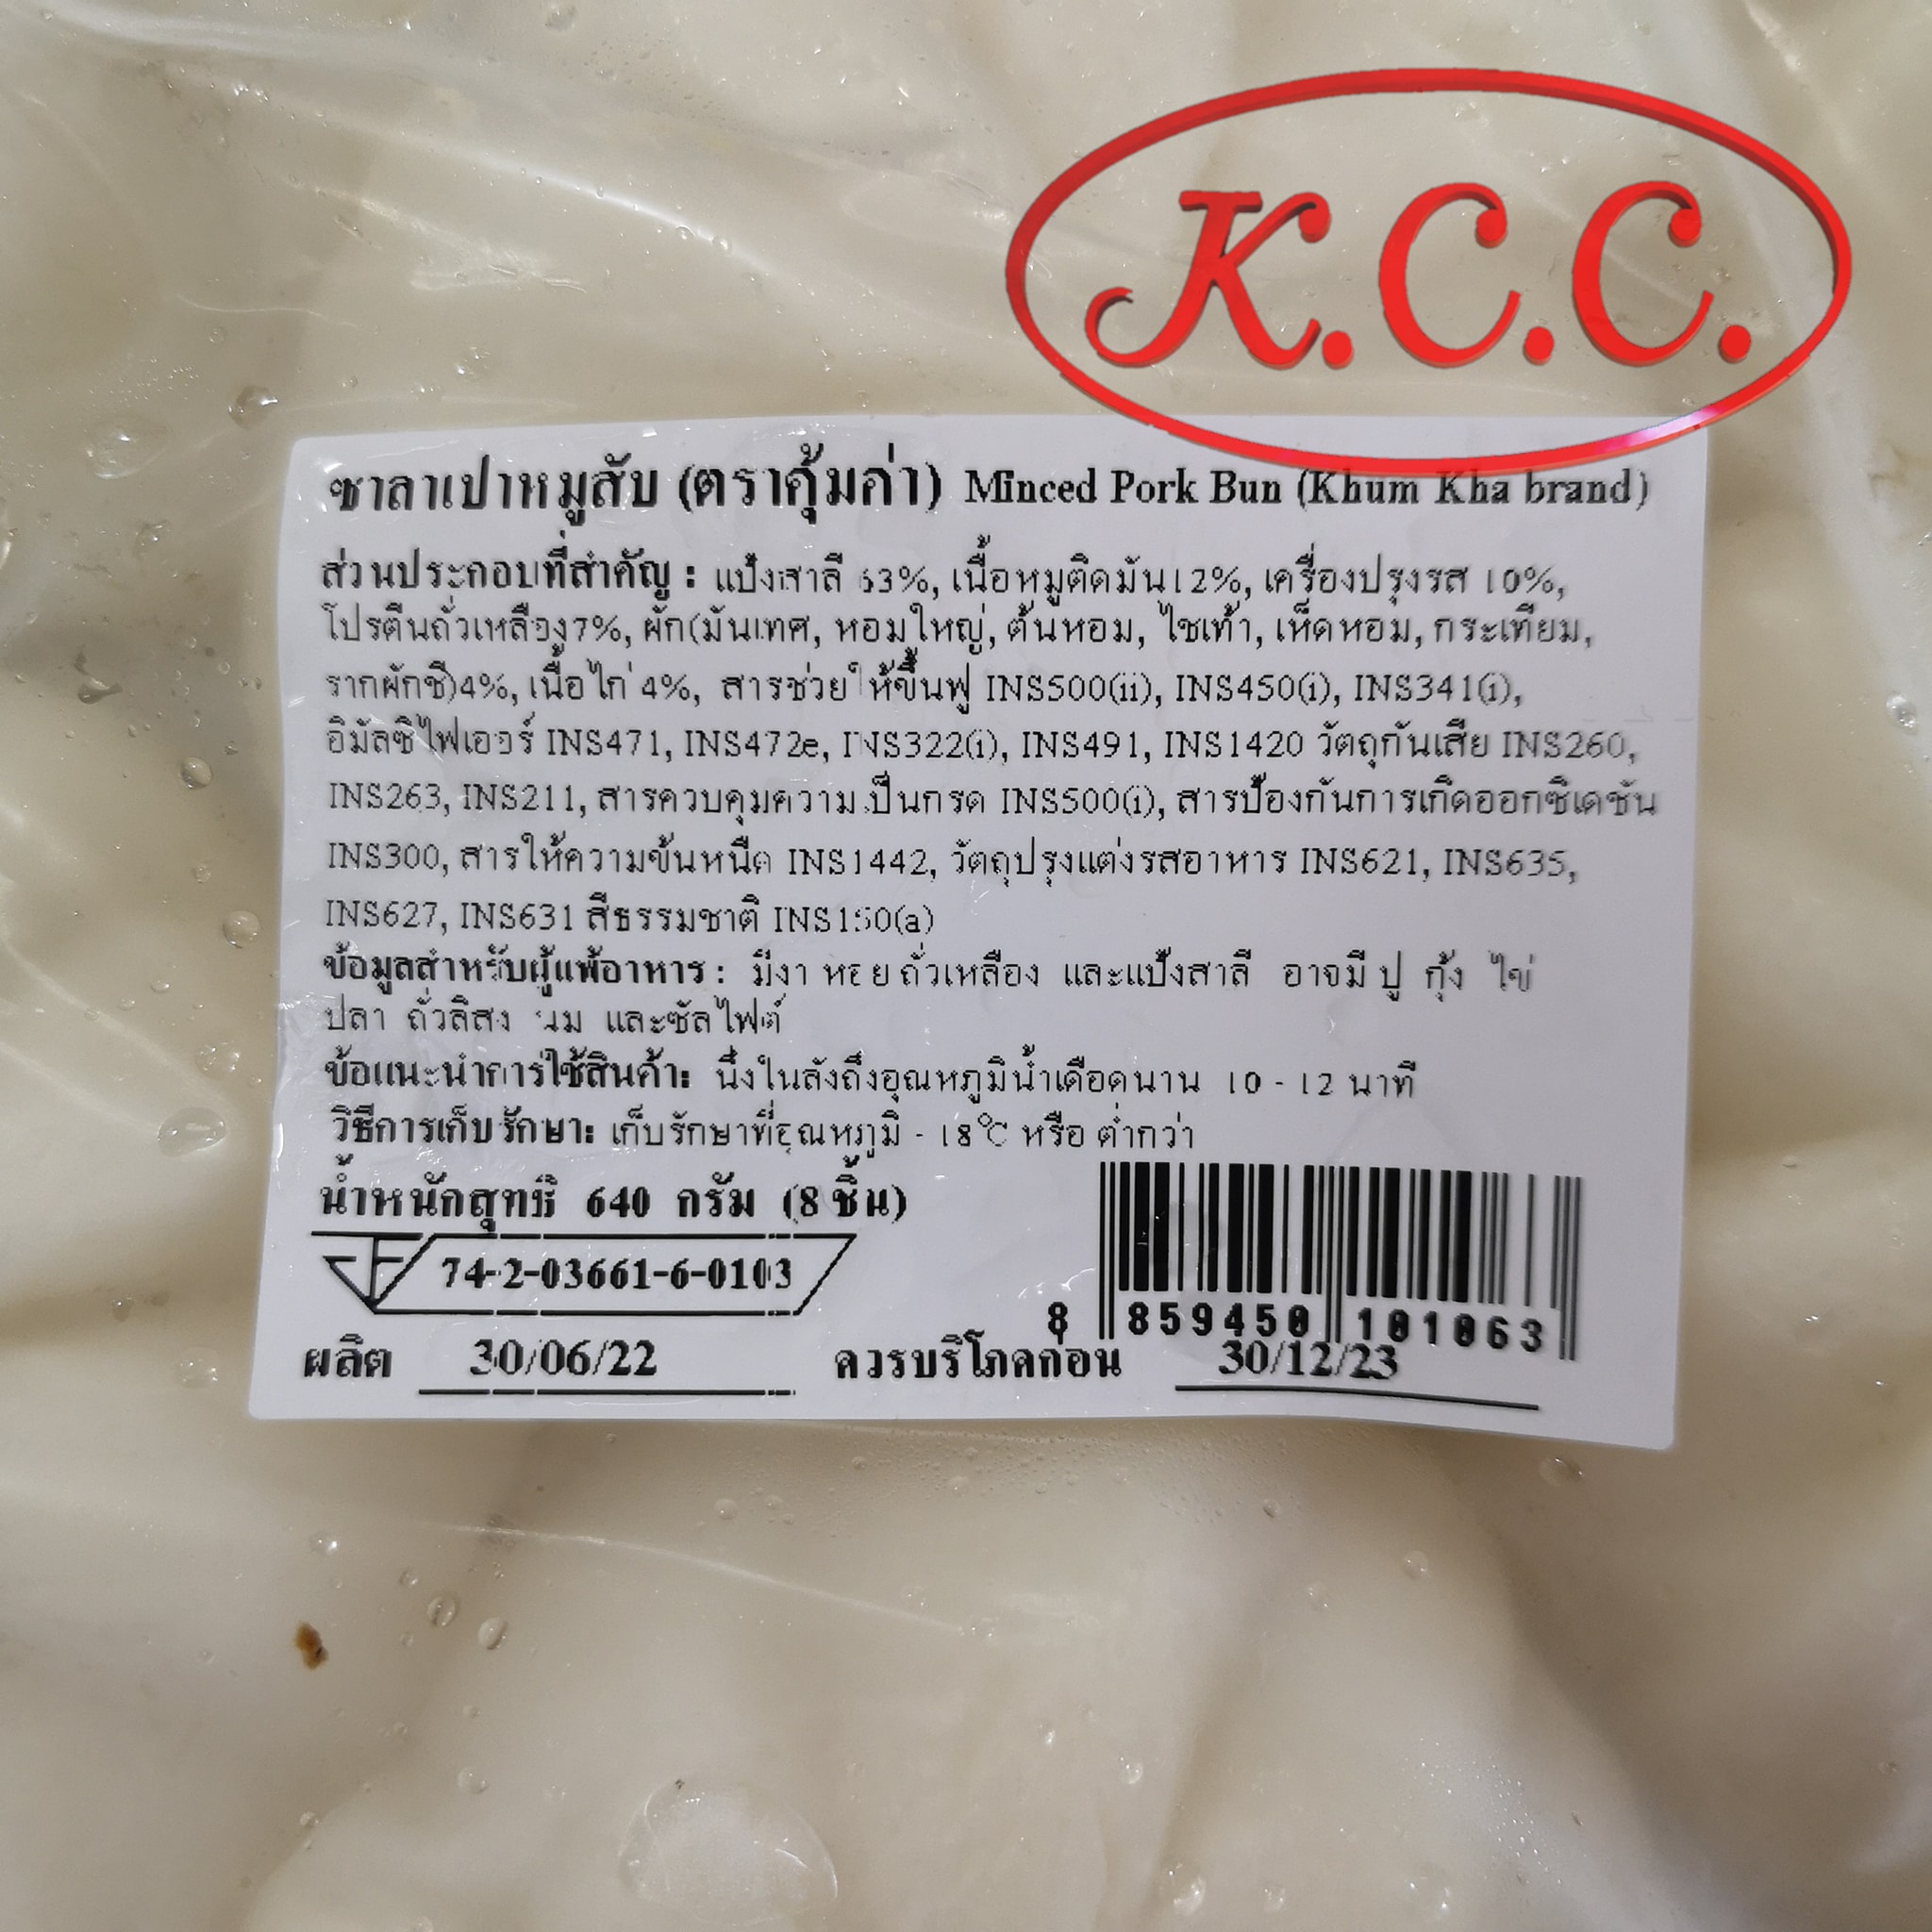 K.C.C.
ซาลาเปาหมูสับ (ตราคุ้มค่า) Minced Pork Bun (Khum Kha brand)
ส่วนประกอบที่สำคัญ : แป้งสาลี 63%, เนื้อหมูติดมัน12%, เครื่องปรุงรส 10%,
โปรตีนถั่วเหลือง7%, ผัก(มันเทศ, หอมใหญ่, ต้นหอม, ไชเท้า, เห็ดหอม, กระเทียม,
รากผักชี)4%, เนื้อไก่ 4%, สารช่วยให้ขึ้นฟู INS500(ii), INS450(i), INS341(i),
อิมัลซิไฟเออร์ INS471, INS472e, INS322(i), INS491, INS1420 วัตถุกันเสีย INS260,
INS263, INS211, สารควบคุมความเป็นกรด INS500(i), สารป้องกันการเกิดออกซิเดชัน
INS300, สารให้ความข้นหนืด INS1442, วัตถุปรุงแต่งรสอาหาร INS621, INS635,
INS627, INS631 สีธรรมชาติ INS150(a)
ข้อมูลสำหรับผู้แพ้อาหาร : มีงา หอย ถั่วเหลือง และแป้งสาลี อาจมี ปู กุ้ง ไข่
ปลา ถั่วลิสง นม และซัลไฟต์
ข้อแนะนำการใช้สินค้า: นึ่งในลังถึงอุณหภูมิน้ำเดือดนาน 10 - 12 นาที
วิธีการเก็บรักษา: เก็บรักษาที่อุณหภูมิ - 18°C หรือ ต่ำกว่า
น้ำหนักสุทธิ 640 กรัม (8 ชิ้น)
74-2-03661-6-0103
8 859450 101063
ผลิต 30/06/22 ควรบริโภคก่อน 30/12/23